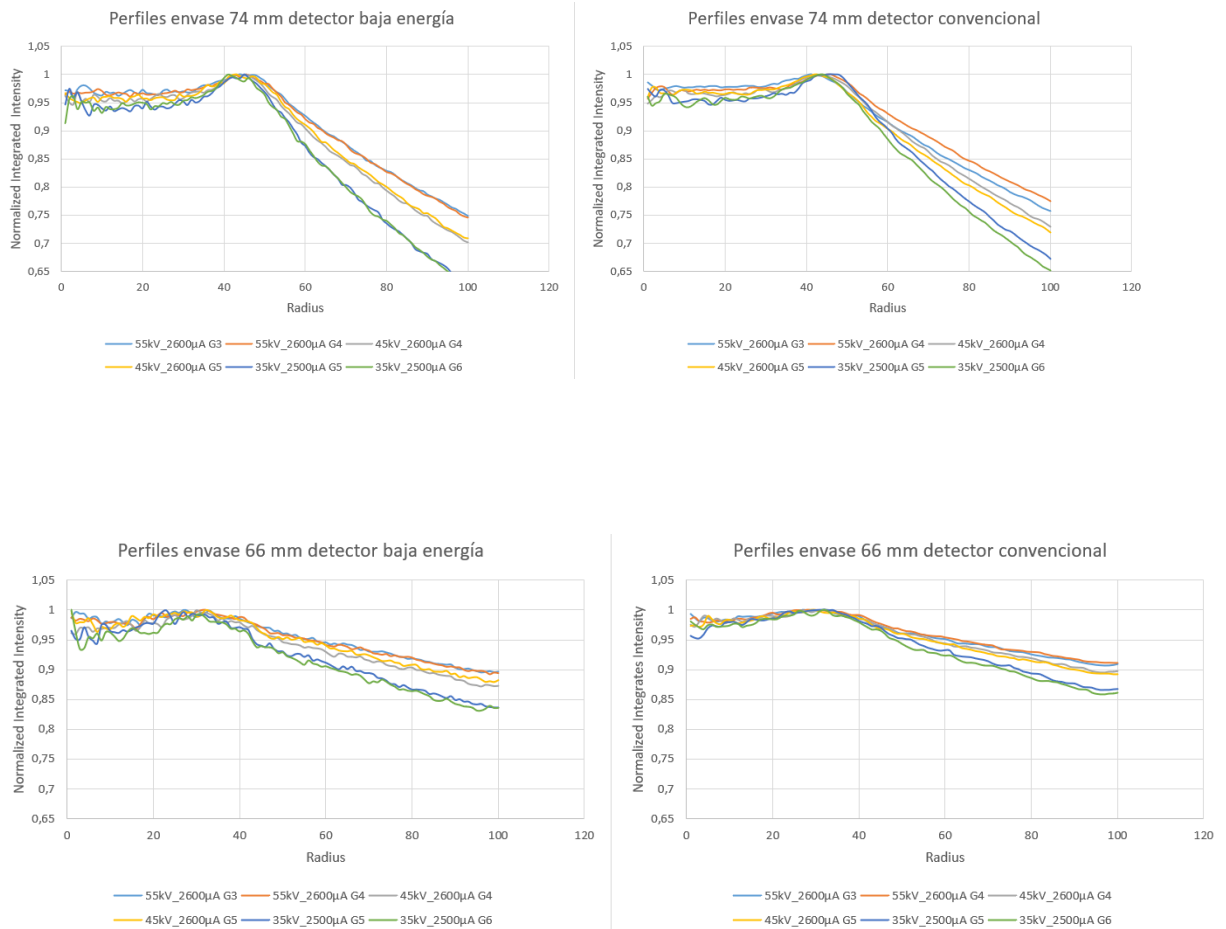 Perfiles envase 74 mm detector baja energía
Normalized Integrated Intensity
1,05
1
0,95
0,9
0,85
0,8
0,75
0,7
0,65
0 20 40 60 80 100 120
Radius
55kV_2600µA G3 55kV_2600µA G4 45kV_2600µA G4
45kV_2600µA G5 35kV_2500µA G5 35kV_2500µA G6
Perfiles envase 74 mm detector convencional
Normalized Integrated Intensity
1,05
1
0,95
0,9
0,85
0,8
0,75
0,7
0,65
0 20 40 60 80 100 120
Radius
55kV_2600µA G3 55kV_2600µA G4 45kV_2600µA G4
45kV_2600µA G5 35kV_2500µA G5 35kV_2500µA G6
Perfiles envase 66 mm detector baja energía
Normalized Integrated Intensity
1,05
1
0,95
0,9
0,85
0,8
0,75
0,7
0,65
0 20 40 60 80 100 120
Radius
55kV_2600µA G3 55kV_2600µA G4 45kV_2600µA G4
45kV_2600µA G5 35kV_2500µA G5 35kV_2500µA G6
Perfiles envase 66 mm detector convencional
Normalized Integrates Intensity
1,05
1
0,95
0,9
0,85
0,8
0,75
0,7
0,65
0 20 40 60 80 100 120
Radius
55kV_2600µA G3 55kV_2600µA G4 45kV_2600µA G4
45kV_2600µA G5 35kV_2500µA G5 35kV_2500µA G6